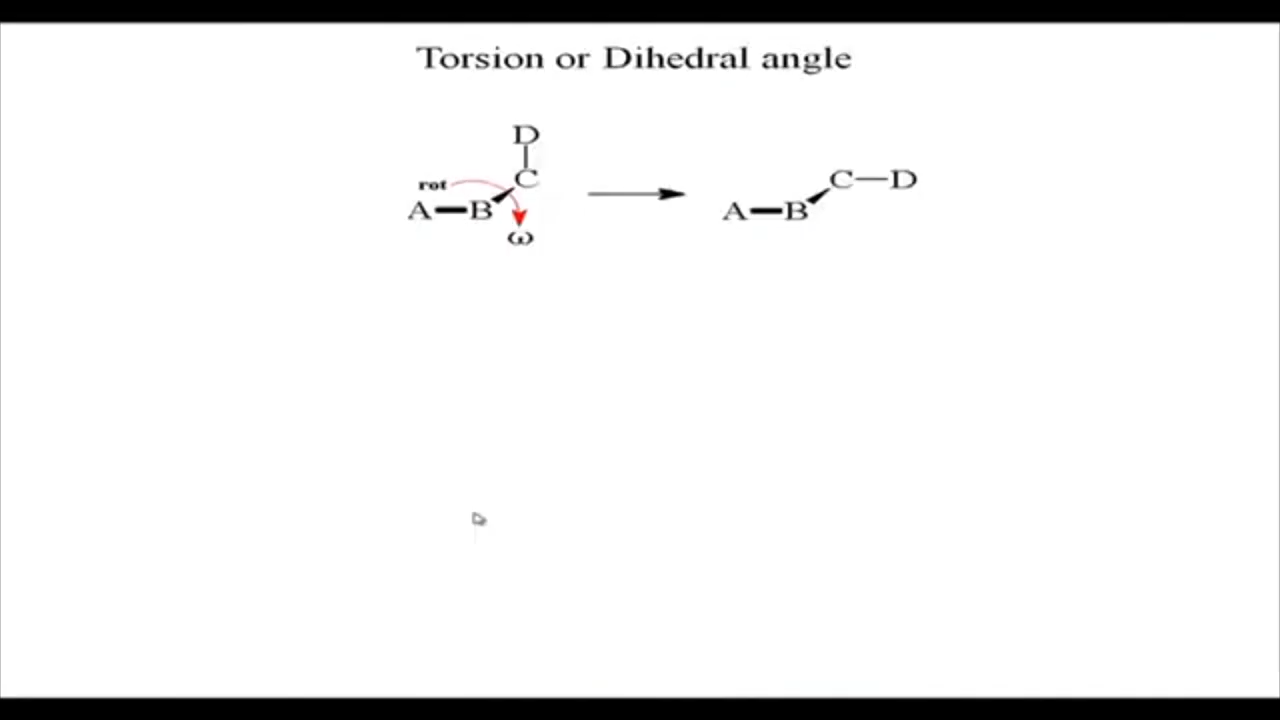 Torsion or Dihedral angle
D
rot C C—D
A—B A—B
ω